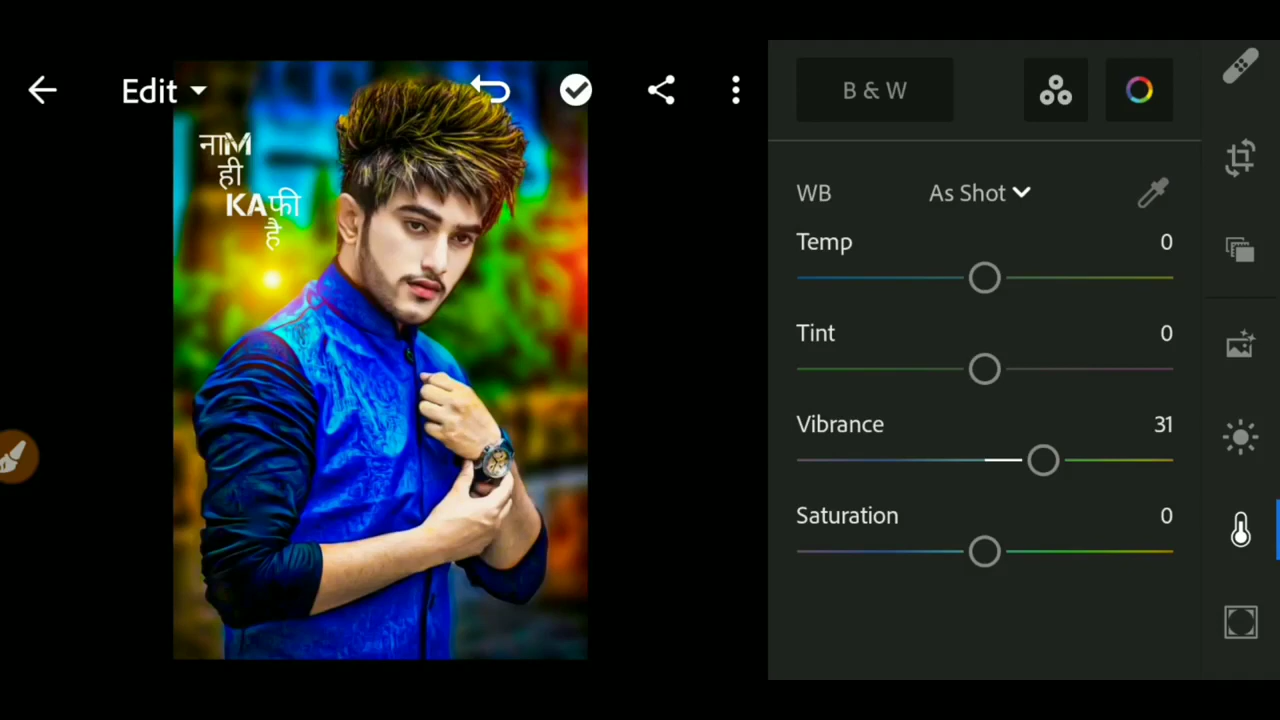 Edit
B & W
नाM
ही
KAफी
है
WB As Shot
Temp 0
Tint 0
Vibrance 31
Saturation 0